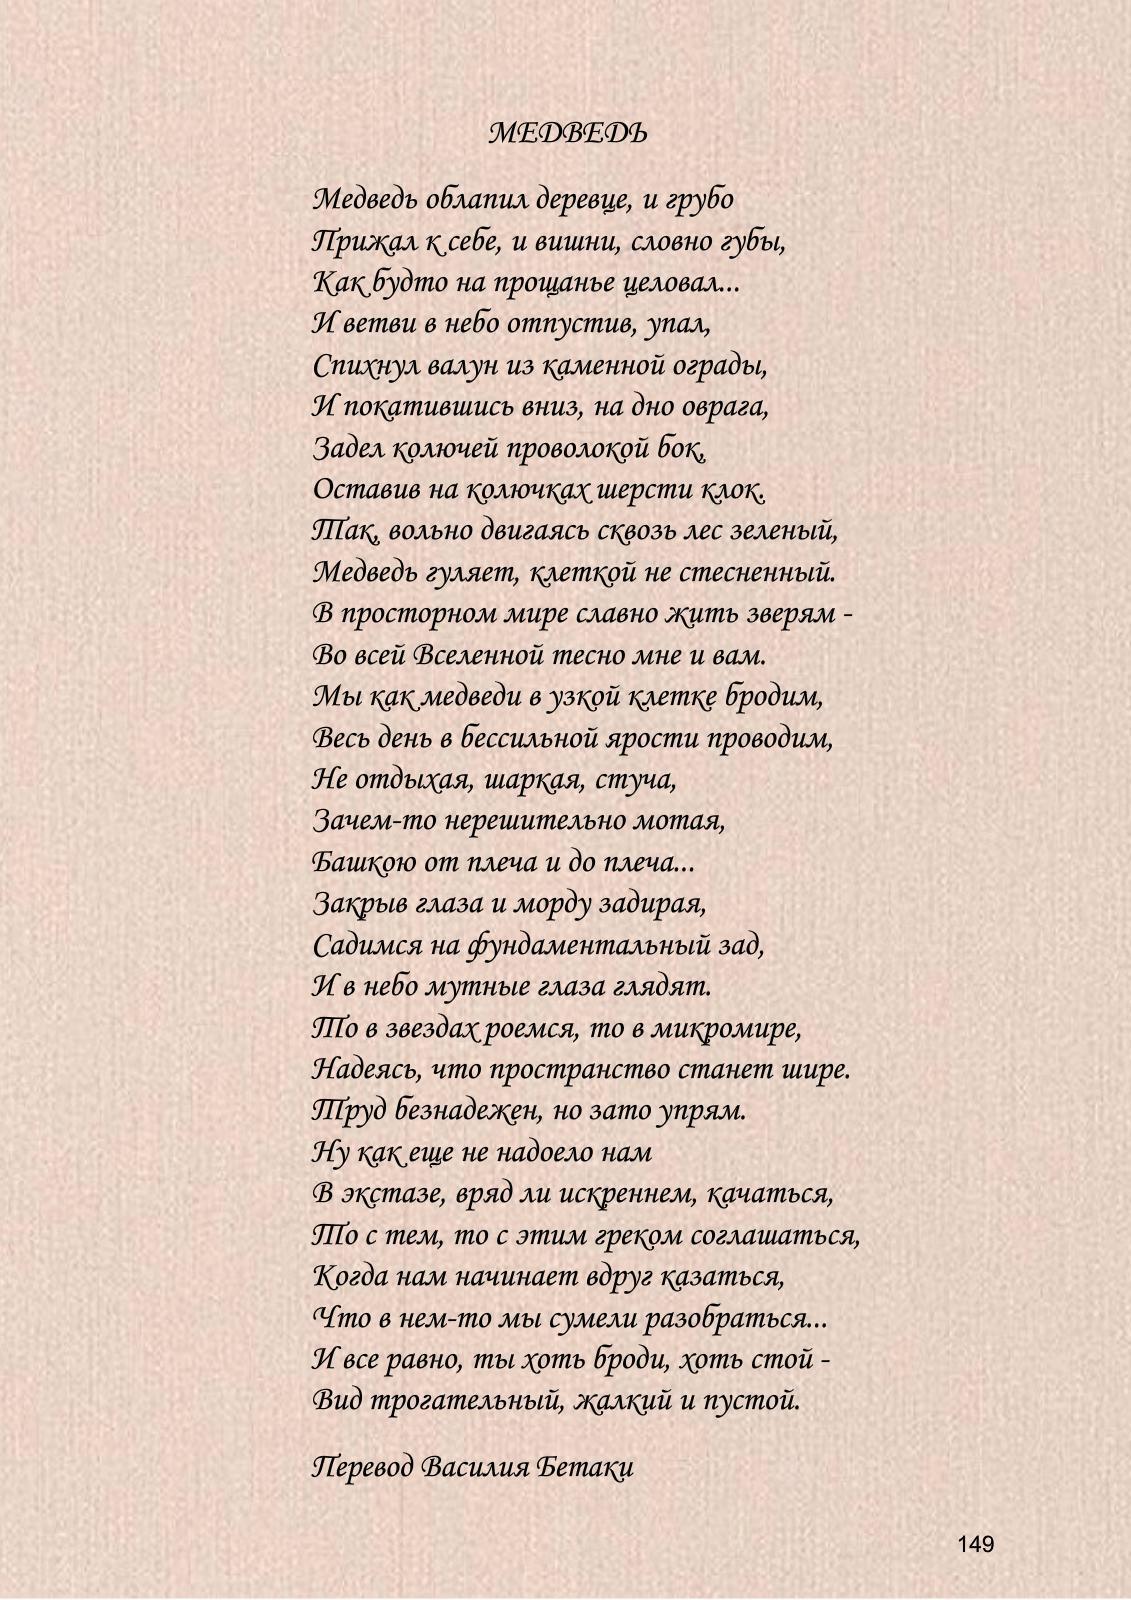 МЕДВЕДЬ
Медведь облапил деревце, и грубо
Прижал к себе, и вишни, словно губы,
Как будто на прощанье целовал...
И ветви в небо отпустив, упал,
Спихнул валун из каменной ограды,
И покатившись вниз, на дно оврага,
Задел колючей проволокой бок,
Оставив на колючках шерсти клок.
Так, вольно двигаясь сквозь лес зеленый,
Медведь гуляет, клеткой не стесненный.
В просторном мире славно жить зверям -
Во всей Вселенной тесно мне и вам.
Мы как медведи в узкой клетке бродим,
Весь день в бессильной ярости проводим,
Не отдыхая, шаркая, стуча,
Зачем-то нерешительно мотая,
Башкою от плеча и до плеча...
Закрыв глаза и морду задирая,
Садимся на фундаментальный зад,
И в небо мутные глаза глядят.
То в звездах роемся, то в микромире,
Надеясь, что пространство станет шире.
Труд безнадежен, но зато упрям.
Ну как еще не надоело нам
В экстазе, вряд ли искреннем, качаться,
То с тем, то с этим греком соглашаться,
Когда нам начинает вдруг казаться,
Что в нем-то мы сумели разобраться...
И все равно, ты хоть броди, хоть стой -
Вид трогательный, жалкий и пустой.
Перевод Василия Бетаки
149